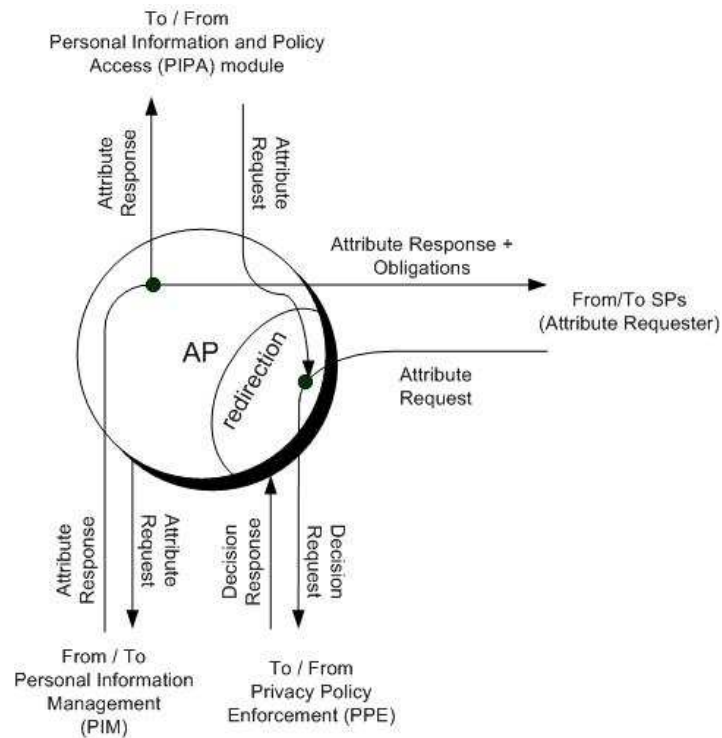 To / From
Personal Information and Policy
Access (PIPA) module
Attribute
Response
Attribute
Request
Attribute Response +
Obligations
From/To SPs
(Attribute Requester)
AP
redirection
Attribute
Request
Attribute
Response
Attribute
Request
Decision
Response
Decision
Request
From / To
Personal Information
Management
(PIM)
To / From
Privacy Policy
Enforcement (PPE)